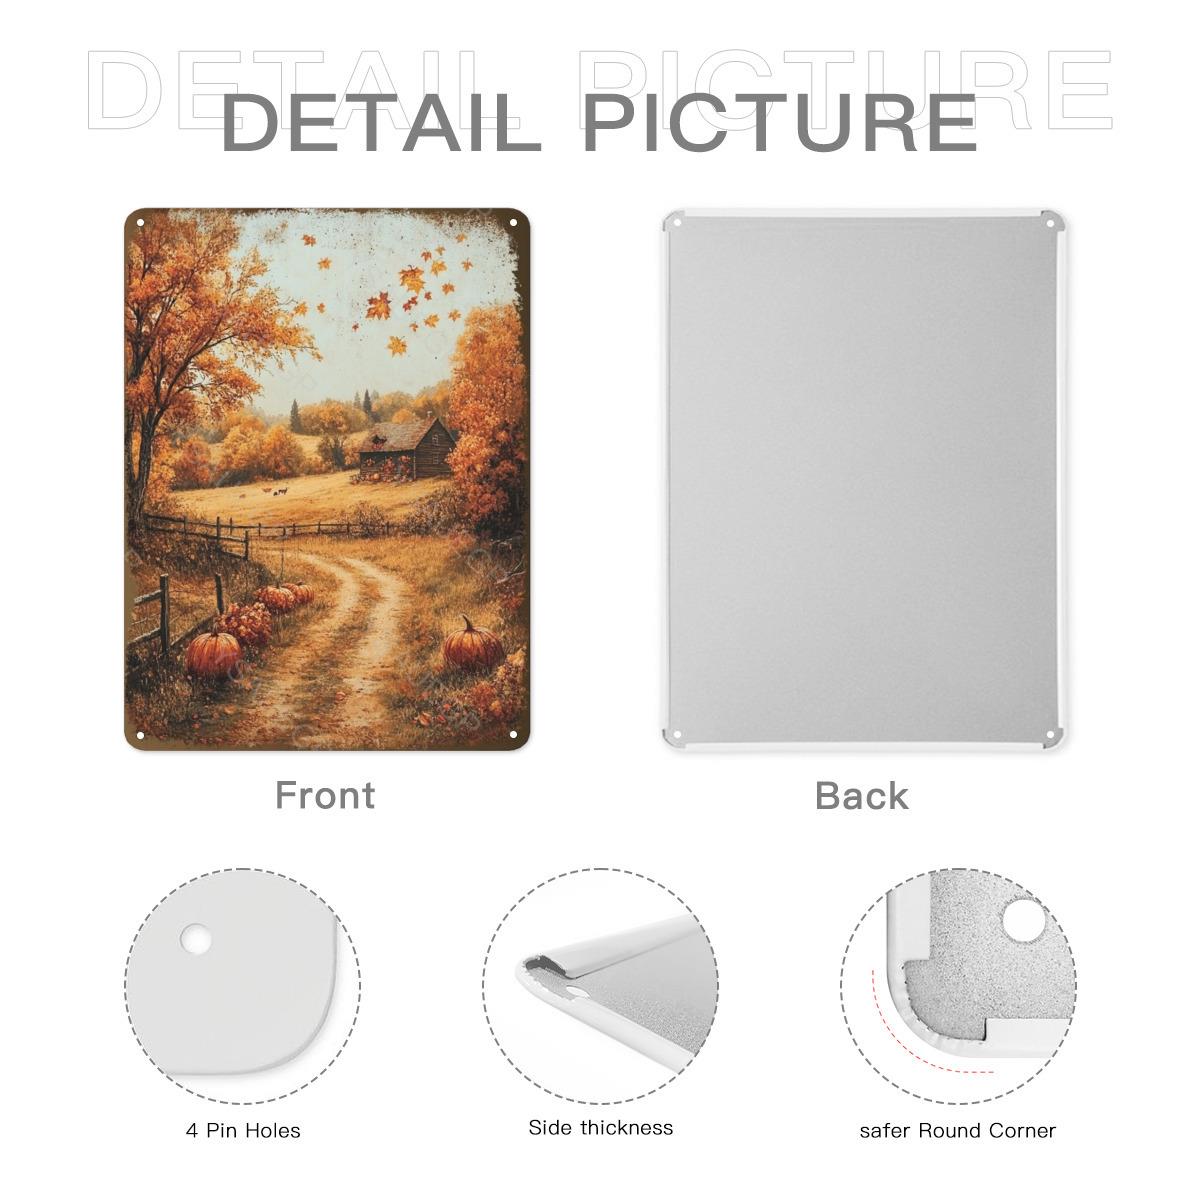 DETAIL PICTURE
DETAIL PICTURE
Front
Back
4 Pin Holes
Side thickness
safer Round Corner